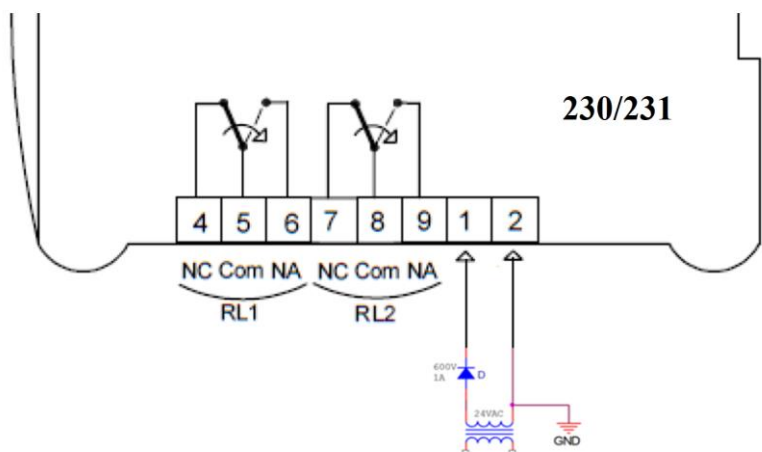 230/231
4 5 6 7 8 9 1 2
NC Com NA NC Com NA
RL1 RL2
600V
1A
D
24VAC
GND